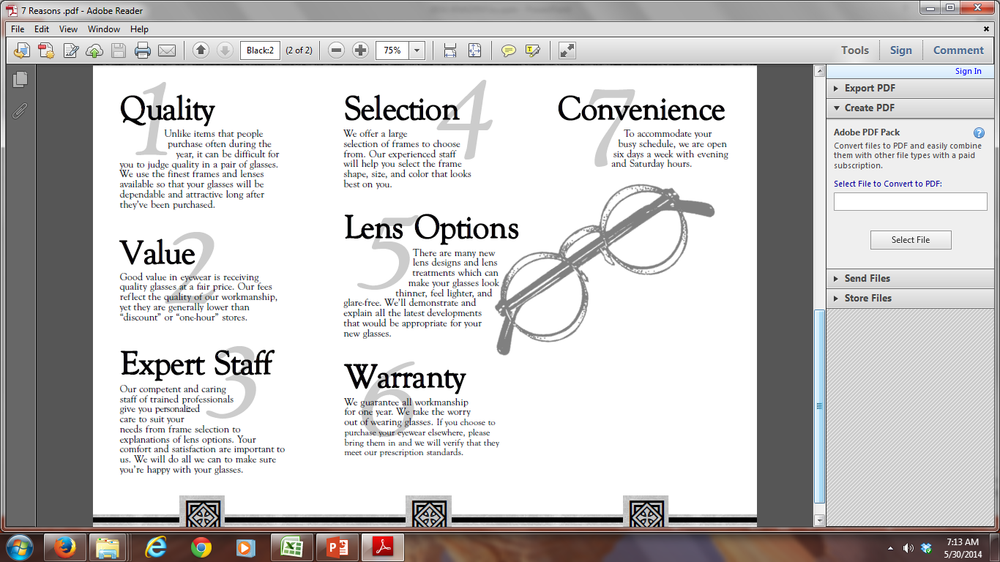 7 Reasons .pdf - Adobe Reader
File Edit View Window Help
Black:2 (2 of 2) 75% Tools Sign Comment
Sign In
Export PDF
Create PDF
Adobe PDF Pack
Convert files to PDF and easily combine
them with other file types with a paid
subscription.
Select File to Convert to PDF:
Select File
Send Files
Store Files
1
Quality
Unlike items that people
purchase often during the
year, it can be difficult for
you to judge quality in a pair of glasses.
We use the finest frames and lenses
available so that your glasses will be
dependable and attractive long after
they've been purchased.
2
Value
Good value in eyewear is receiving
quality glasses at a fair price. Our fees
reflect the quality of our workmanship,
yet they are generally lower than
“discount” or “one-hour” stores.
3
Expert Staff
Our competent and caring
staff of trained professionals
give you personalized
care to suit your
needs from frame selection to
explanations of lens options. Your
comfort and satisfaction are important to
us. We will do all we can to make sure
you're happy with your glasses.
4
Selection
We offer a large
selection of frames to choose
from. Our experienced staff
will help you select the frame
shape, size, and color that looks
best on you.
5
Lens Options
There are many new
lens designs and lens
treatments which can
make your glasses look
thinner, feel lighter, and
glare-free. We'll demonstrate and
explain all the latest developments
that would be appropriate for your
new glasses.
6
Warranty
We guarantee all workmanship
for one year. We take the worry
out of wearing glasses. If you choose to
purchase your eyewear elsewhere, please
bring them in and we will verify that they
meet our prescription standards.
7
Convenience
To accommodate your
busy schedule, we are open
six days a week with evening
and Saturday hours.
7:13 AM
5/30/2014